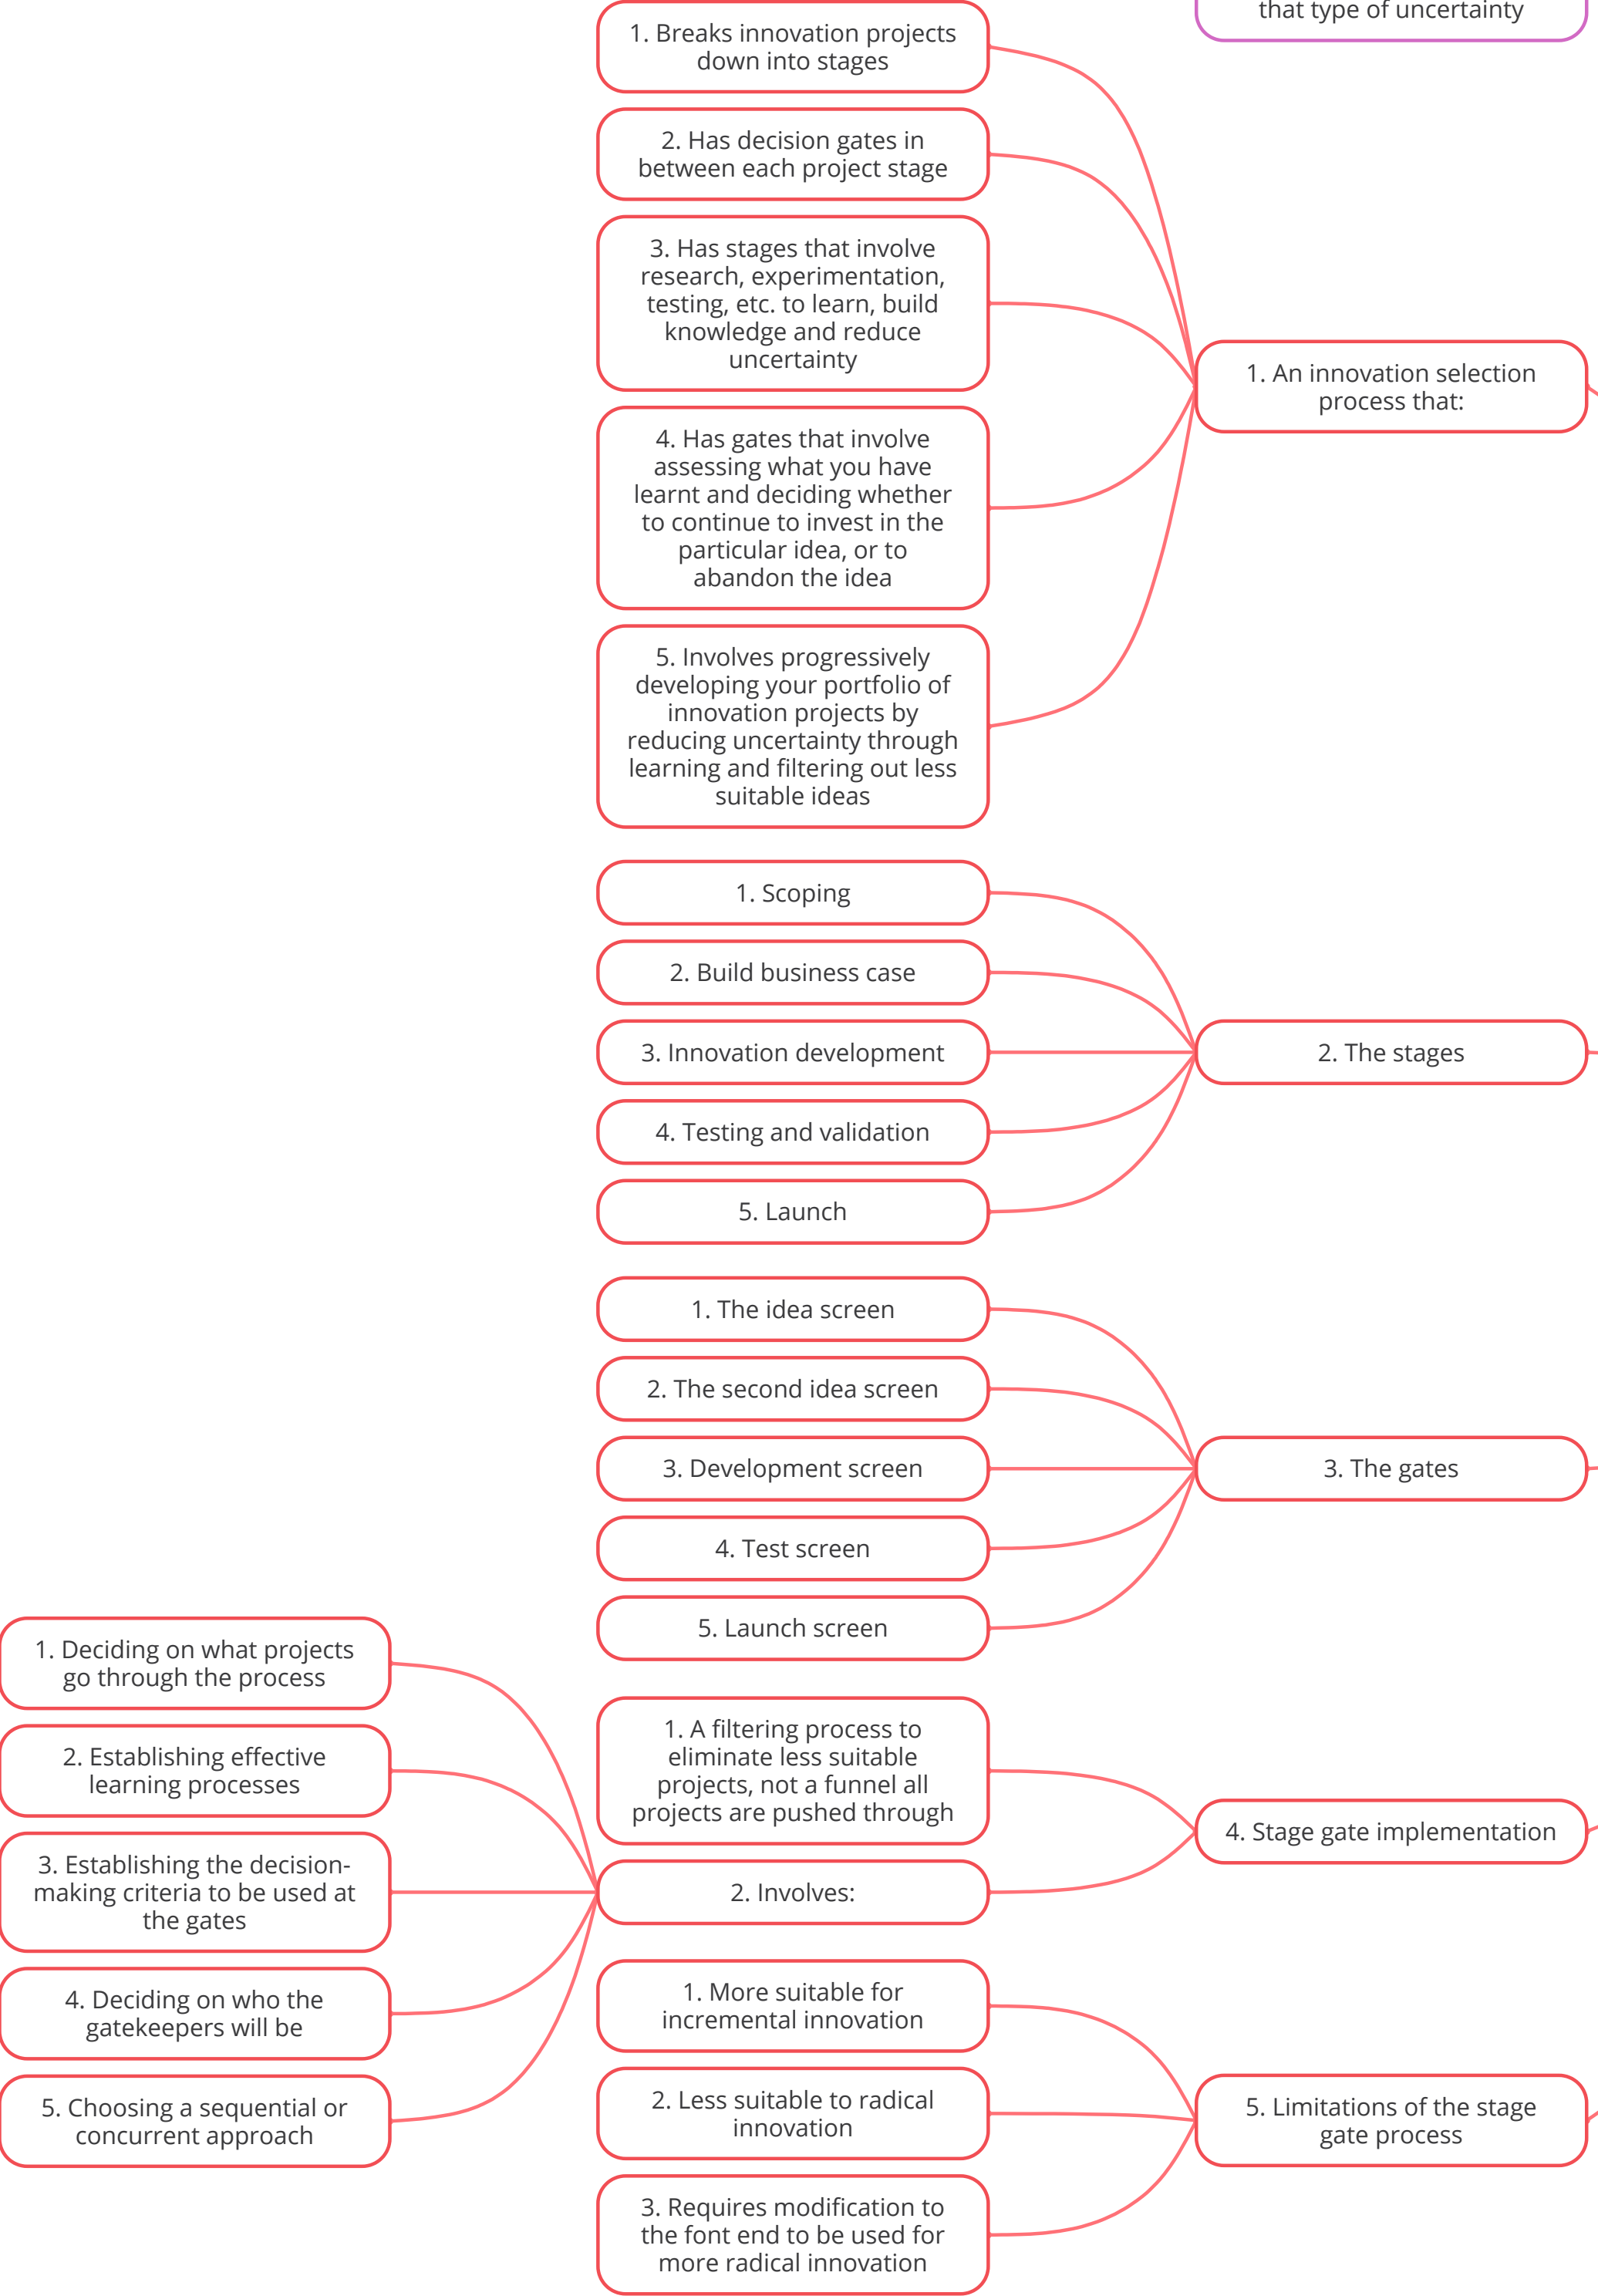 that type of uncertainty
1. Breaks innovation projects
down into stages
2. Has decision gates in
between each project stage
3. Has stages that involve
research, experimentation,
testing, etc. to learn, build
knowledge and reduce
uncertainty
4. Has gates that involve
assessing what you have
learnt and deciding whether
to continue to invest in the
particular idea, or to
abandon the idea
5. Involves progressively
developing your portfolio of
innovation projects by
reducing uncertainty through
learning and filtering out less
suitable ideas
1. An innovation selection
process that:
1. Scoping
2. Build business case
3. Innovation development
4. Testing and validation
5. Launch
2. The stages
1. The idea screen
2. The second idea screen
3. Development screen
4. Test screen
5. Launch screen
3. The gates
1. Deciding on what projects
go through the process
2. Establishing effective
learning processes
3. Establishing the decision-
making criteria to be used at
the gates
4. Deciding on who the
gatekeepers will be
5. Choosing a sequential or
concurrent approach
1. A filtering process to
eliminate less suitable
projects, not a funnel all
projects are pushed through
2. Involves:
4. Stage gate implementation
1. More suitable for
incremental innovation
2. Less suitable to radical
innovation
3. Requires modification to
the font end to be used for
more radical innovation
5. Limitations of the stage
gate process